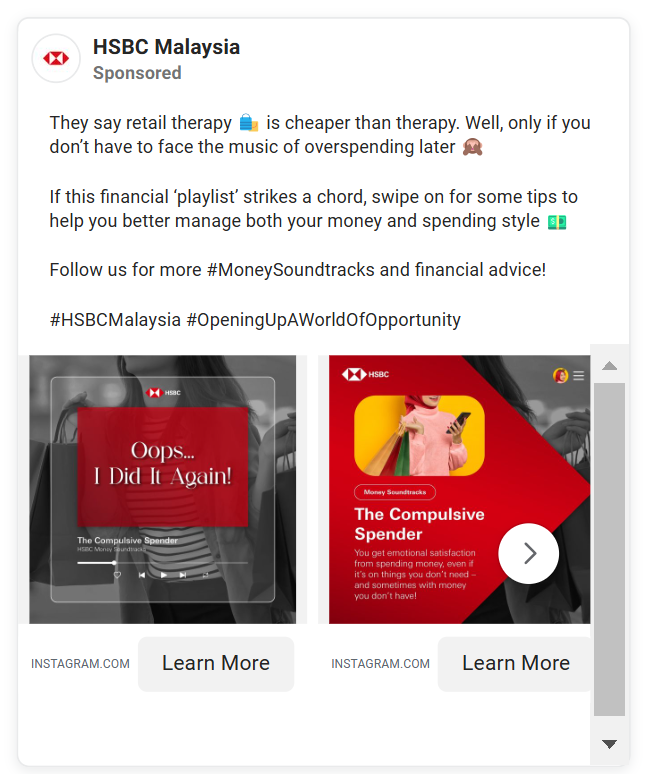 HSBC Malaysia
Sponsored
They say retail therapy 🛍️ is cheaper than therapy. Well, only if you
don’t have to face the music of overspending later 🙊
If this financial ‘playlist’ strikes a chord, swipe on for some tips to
help you better manage both your money and spending style 💵
Follow us for more #MoneySoundtracks and financial advice!
#HSBCMalaysia #OpeningUpAWorldOfOpportunity
HSBC
Oops...
I Did It Again!
The Compulsive Spender
HSBC Money Soundtracks
INSTAGRAM.COM
Learn More
HSBC
Money Soundtracks
The Compulsive
Spender
You get emotional satisfaction
from spending money, even if
it's on things you don't need –
and sometimes with money
you don't have!
INSTAGRAM.COM
Learn More